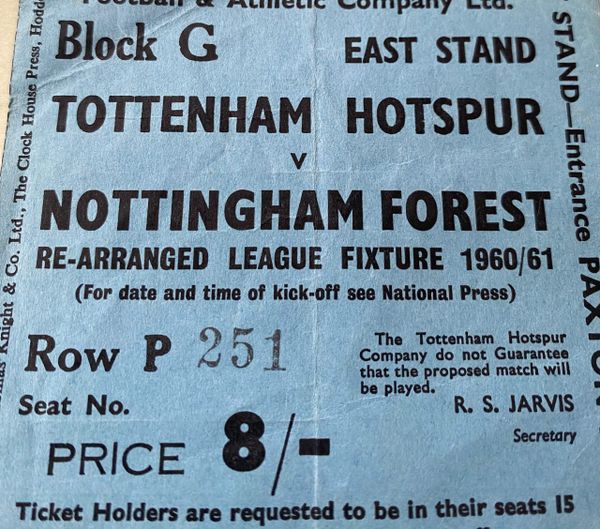 Football & Athletic Company Ltd.
Block G
EAST STAND
TOTTENHAM HOTSPUR
v
NOTTINGHAM FOREST
RE-ARRANGED LEAGUE FIXTURE 1960/61
(For date and time of kick-off see National Press)
Row P 251
Seat No.
PRICE 8/-
The Tottenham Hotspur
Company do not Guarantee
that the proposed match will
be played.
R. S. JARVIS
Secretary
Ticket Holders are requested to be in their seats 15
Knight & Co. Ltd., The Clock House Press, Hodd
STAND—Entrance PAXTON